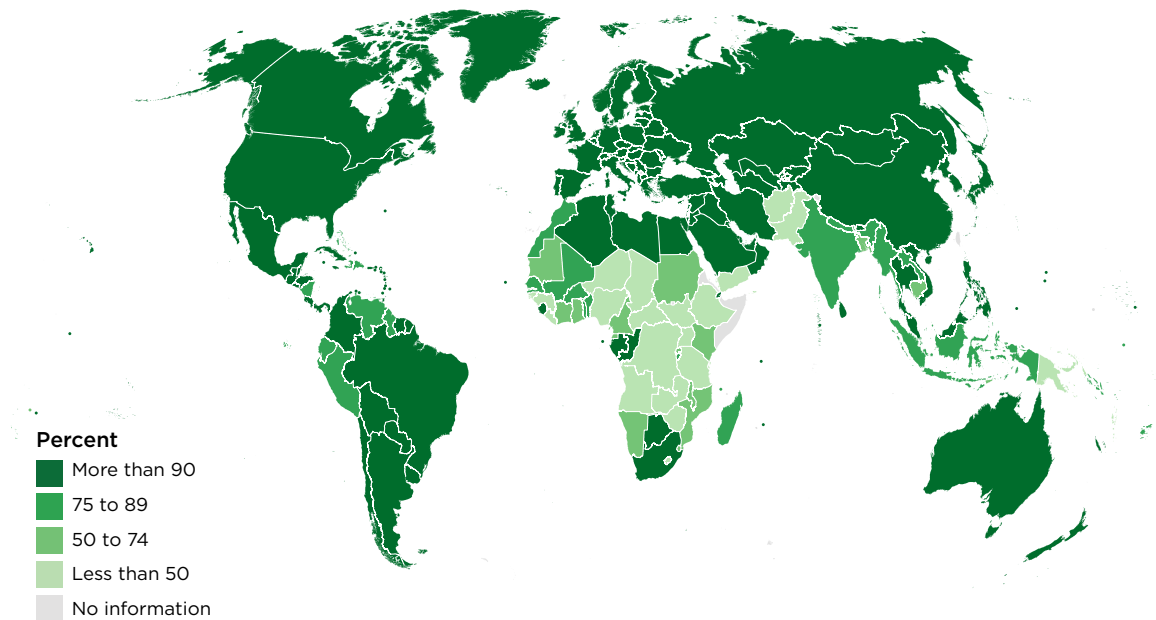 Percent
More than 90
75 to 89
50 to 74
Less than 50
No information